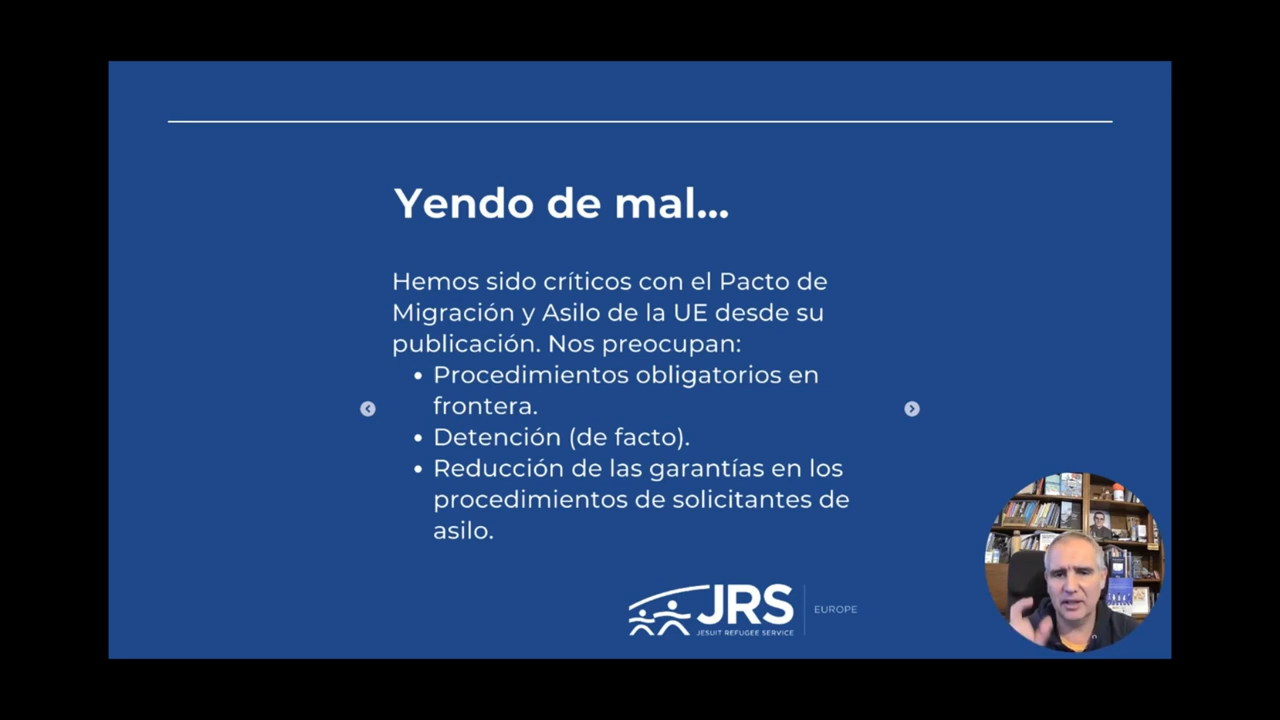 Yendo de mal...
Hemos sido críticos con el Pacto de
Migración y Asilo de la UE desde su
publicación. Nos preocupan:
• Procedimientos obligatorios en
frontera.
• Detención (de facto).
• Reducción de las garantías en los
procedimientos de solicitantes de
asilo.
JRS
JESUIT REFUGEE SERVICE
EUROPE